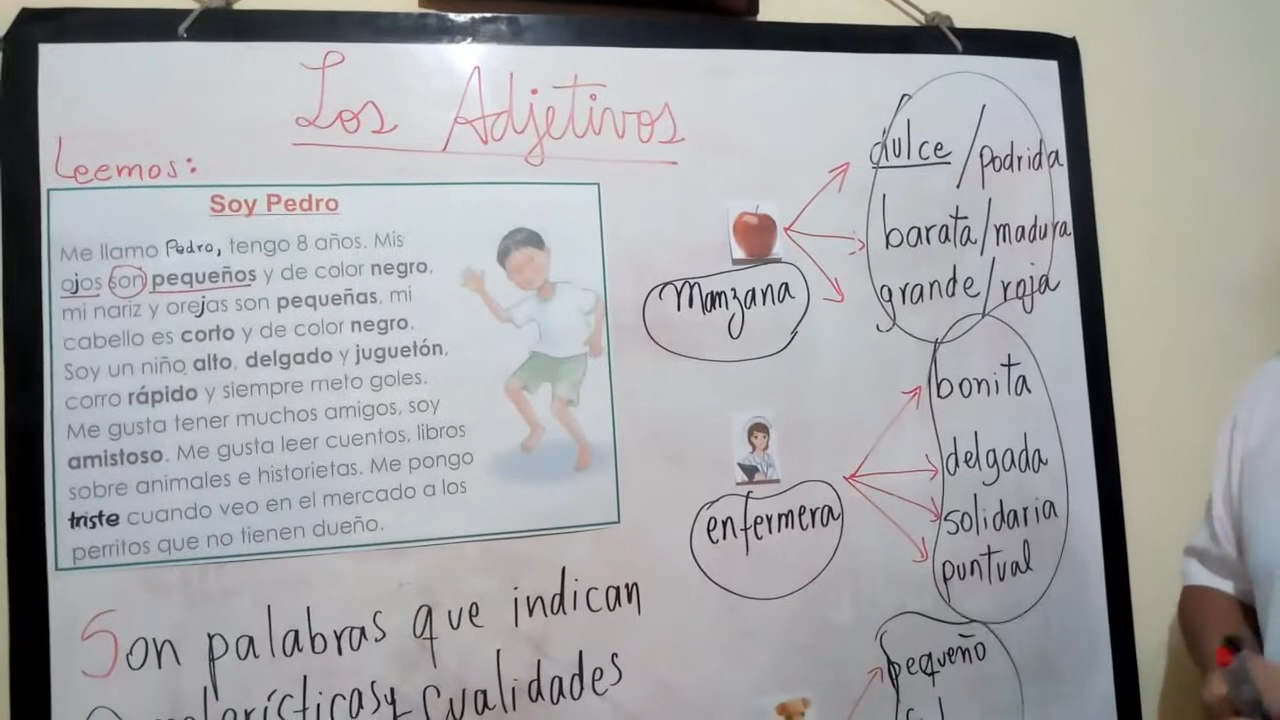 Los Adjetivos
Leemos:
Soy Pedro
Me llamo Pedro, tengo 8 años. Mis
ojos son pequeños y de color negro,
mi nariz y orejas son pequeñas, mi
cabello es corto y de color negro.
Soy un niño alto, delgado y juguetón,
corro rápido y siempre meto goles.
Me gusta tener muchos amigos, soy
amistoso. Me gusta leer cuentos, libros
sobre animales e historietas. Me pongo
triste cuando veo en el mercado a los
perritos que no tienen dueño.
Son palabras que indican
cualidades
manzana
dulce/podrida
barata/madura
grande/roja
enfermera
bonita
delgada
solidaria
puntual
pequeño